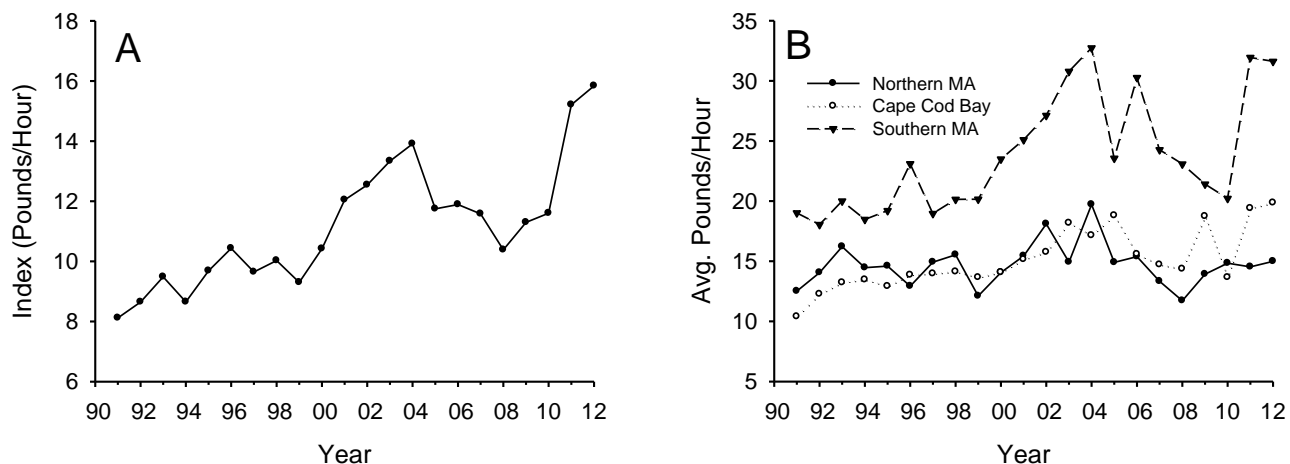 A
Index (Pounds/Hour)
18
16
14
12
10
8
6
90 92 94 96 98 00 02 04 06 08 10 12
Year
B
Avg. Pounds/Hour
35
30
25
20
15
10
5
Northern MA
Cape Cod Bay
Southern MA
90 92 94 96 98 00 02 04 06 08 10 12
Year